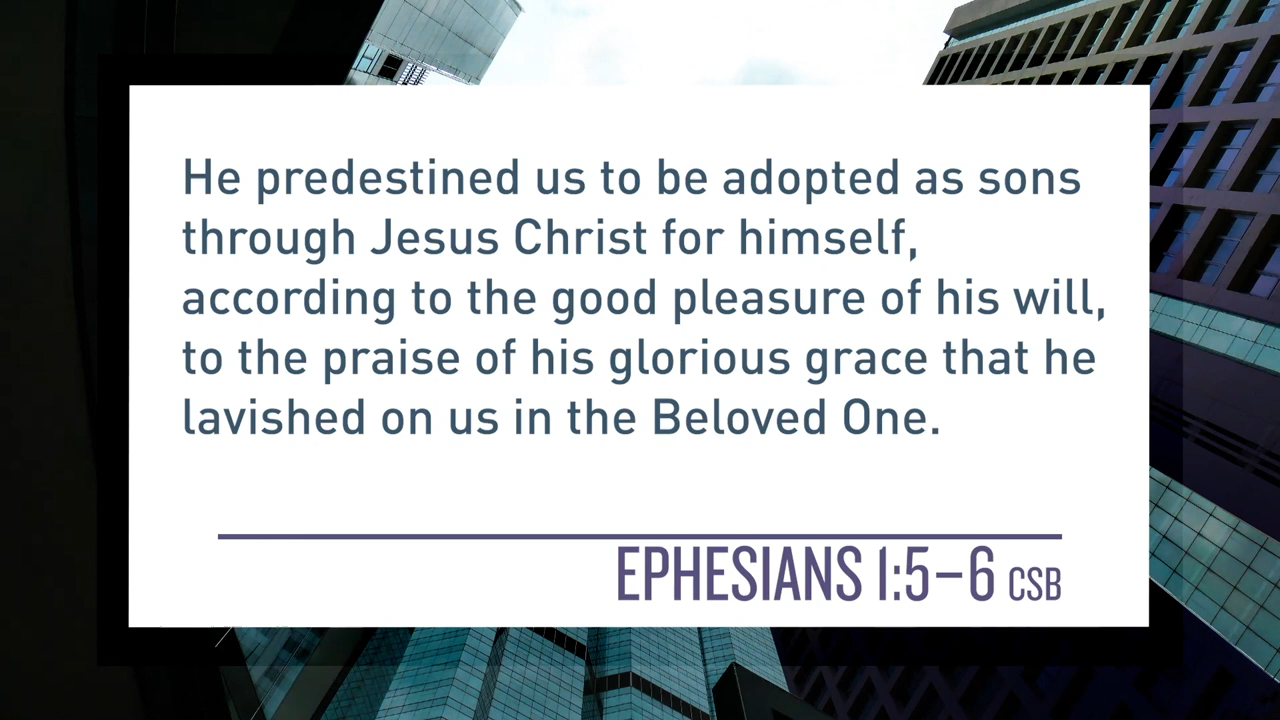 He predestined us to be adopted as sons
through Jesus Christ for himself,
according to the good pleasure of his will,
to the praise of his glorious grace that he
lavished on us in the Beloved One.
EPHESIANS 1:5–6 CSB